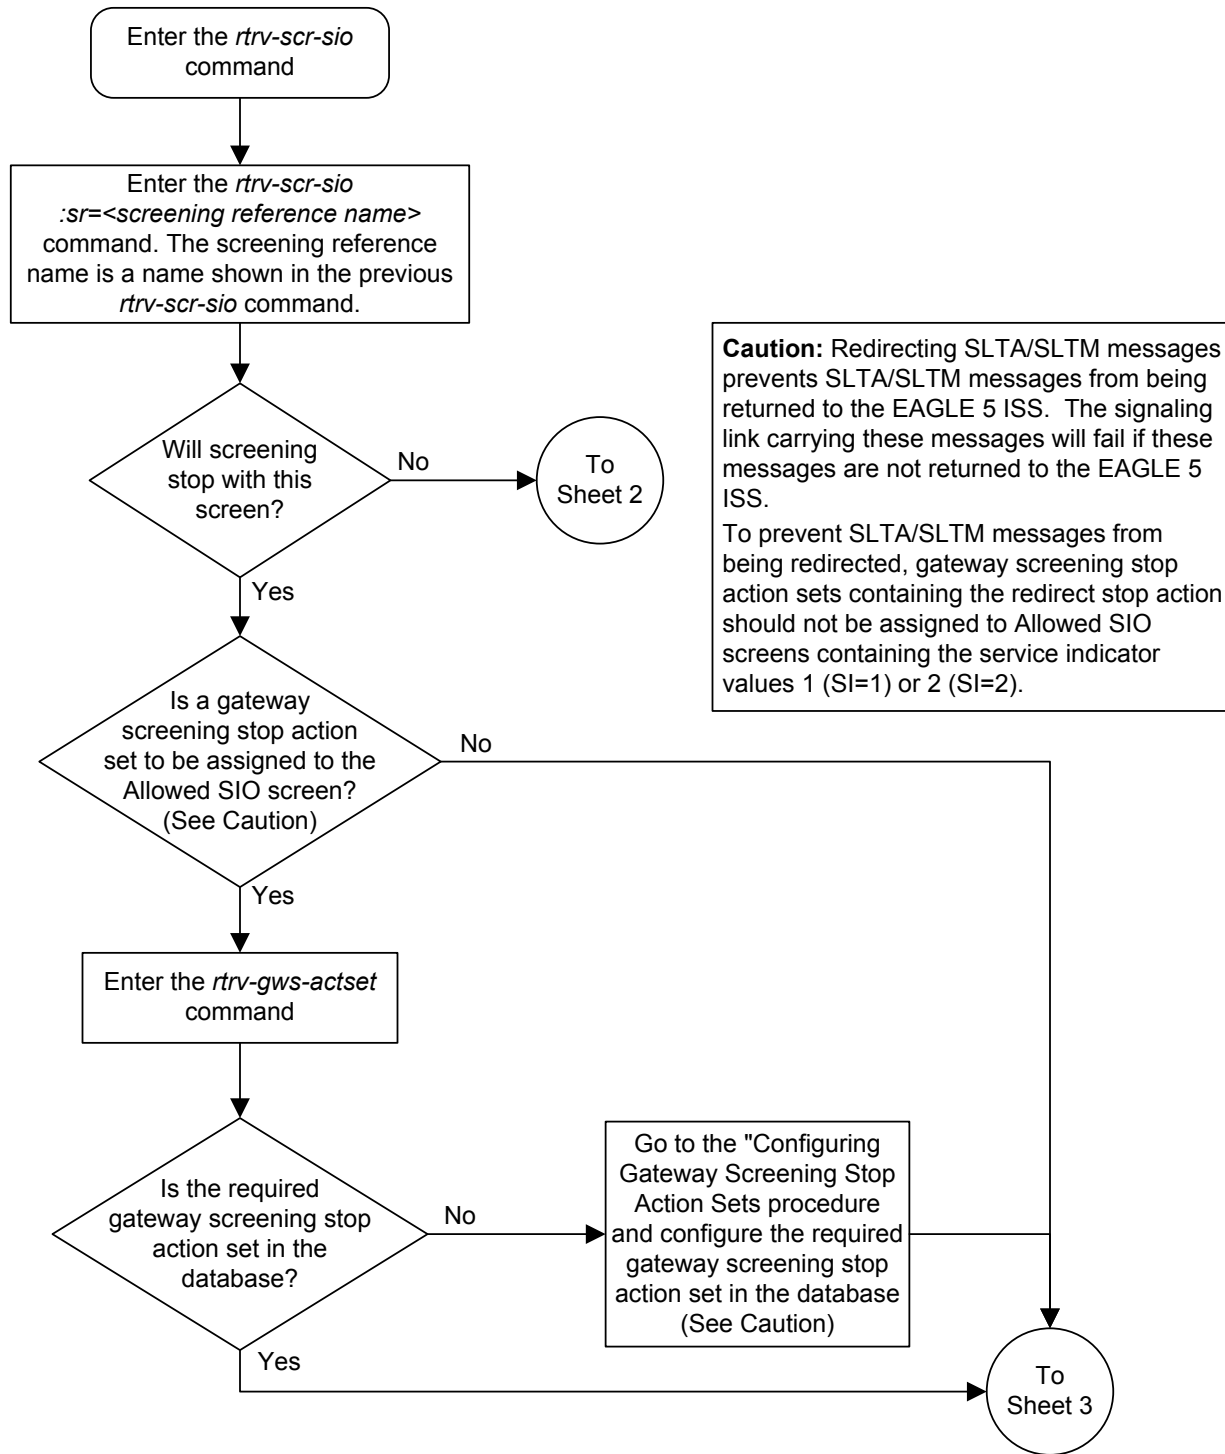 Enter the rtrv-scr-sio
command
Enter the rtrv-scr-sio
:sr=<screening reference name>
command. The screening reference
name is a name shown in the previous
rtrv-scr-sio command.
Caution: Redirecting SLTA/SLTM messages
prevents SLTA/SLTM messages from being
returned to the EAGLE 5 ISS. The signaling
link carrying these messages will fail if these
messages are not returned to the EAGLE 5
ISS.
To prevent SLTA/SLTM messages from
being redirected, gateway screening stop
action sets containing the redirect stop action
should not be assigned to Allowed SIO
screens containing the service indicator
values 1 (SI=1) or 2 (SI=2).
Will screening
stop with this
screen?
No
To
Sheet 2
Yes
Is a gateway
screening stop action
set to be assigned to the
Allowed SIO screen?
(See Caution)
No
Yes
Enter the rtrv-gws-actset
command
Is the required
gateway screening stop
action set in the
database?
No
Go to the "Configuring
Gateway Screening Stop
Action Sets procedure
and configure the required
gateway screening stop
action set in the database
(See Caution)
Yes
To
Sheet 3